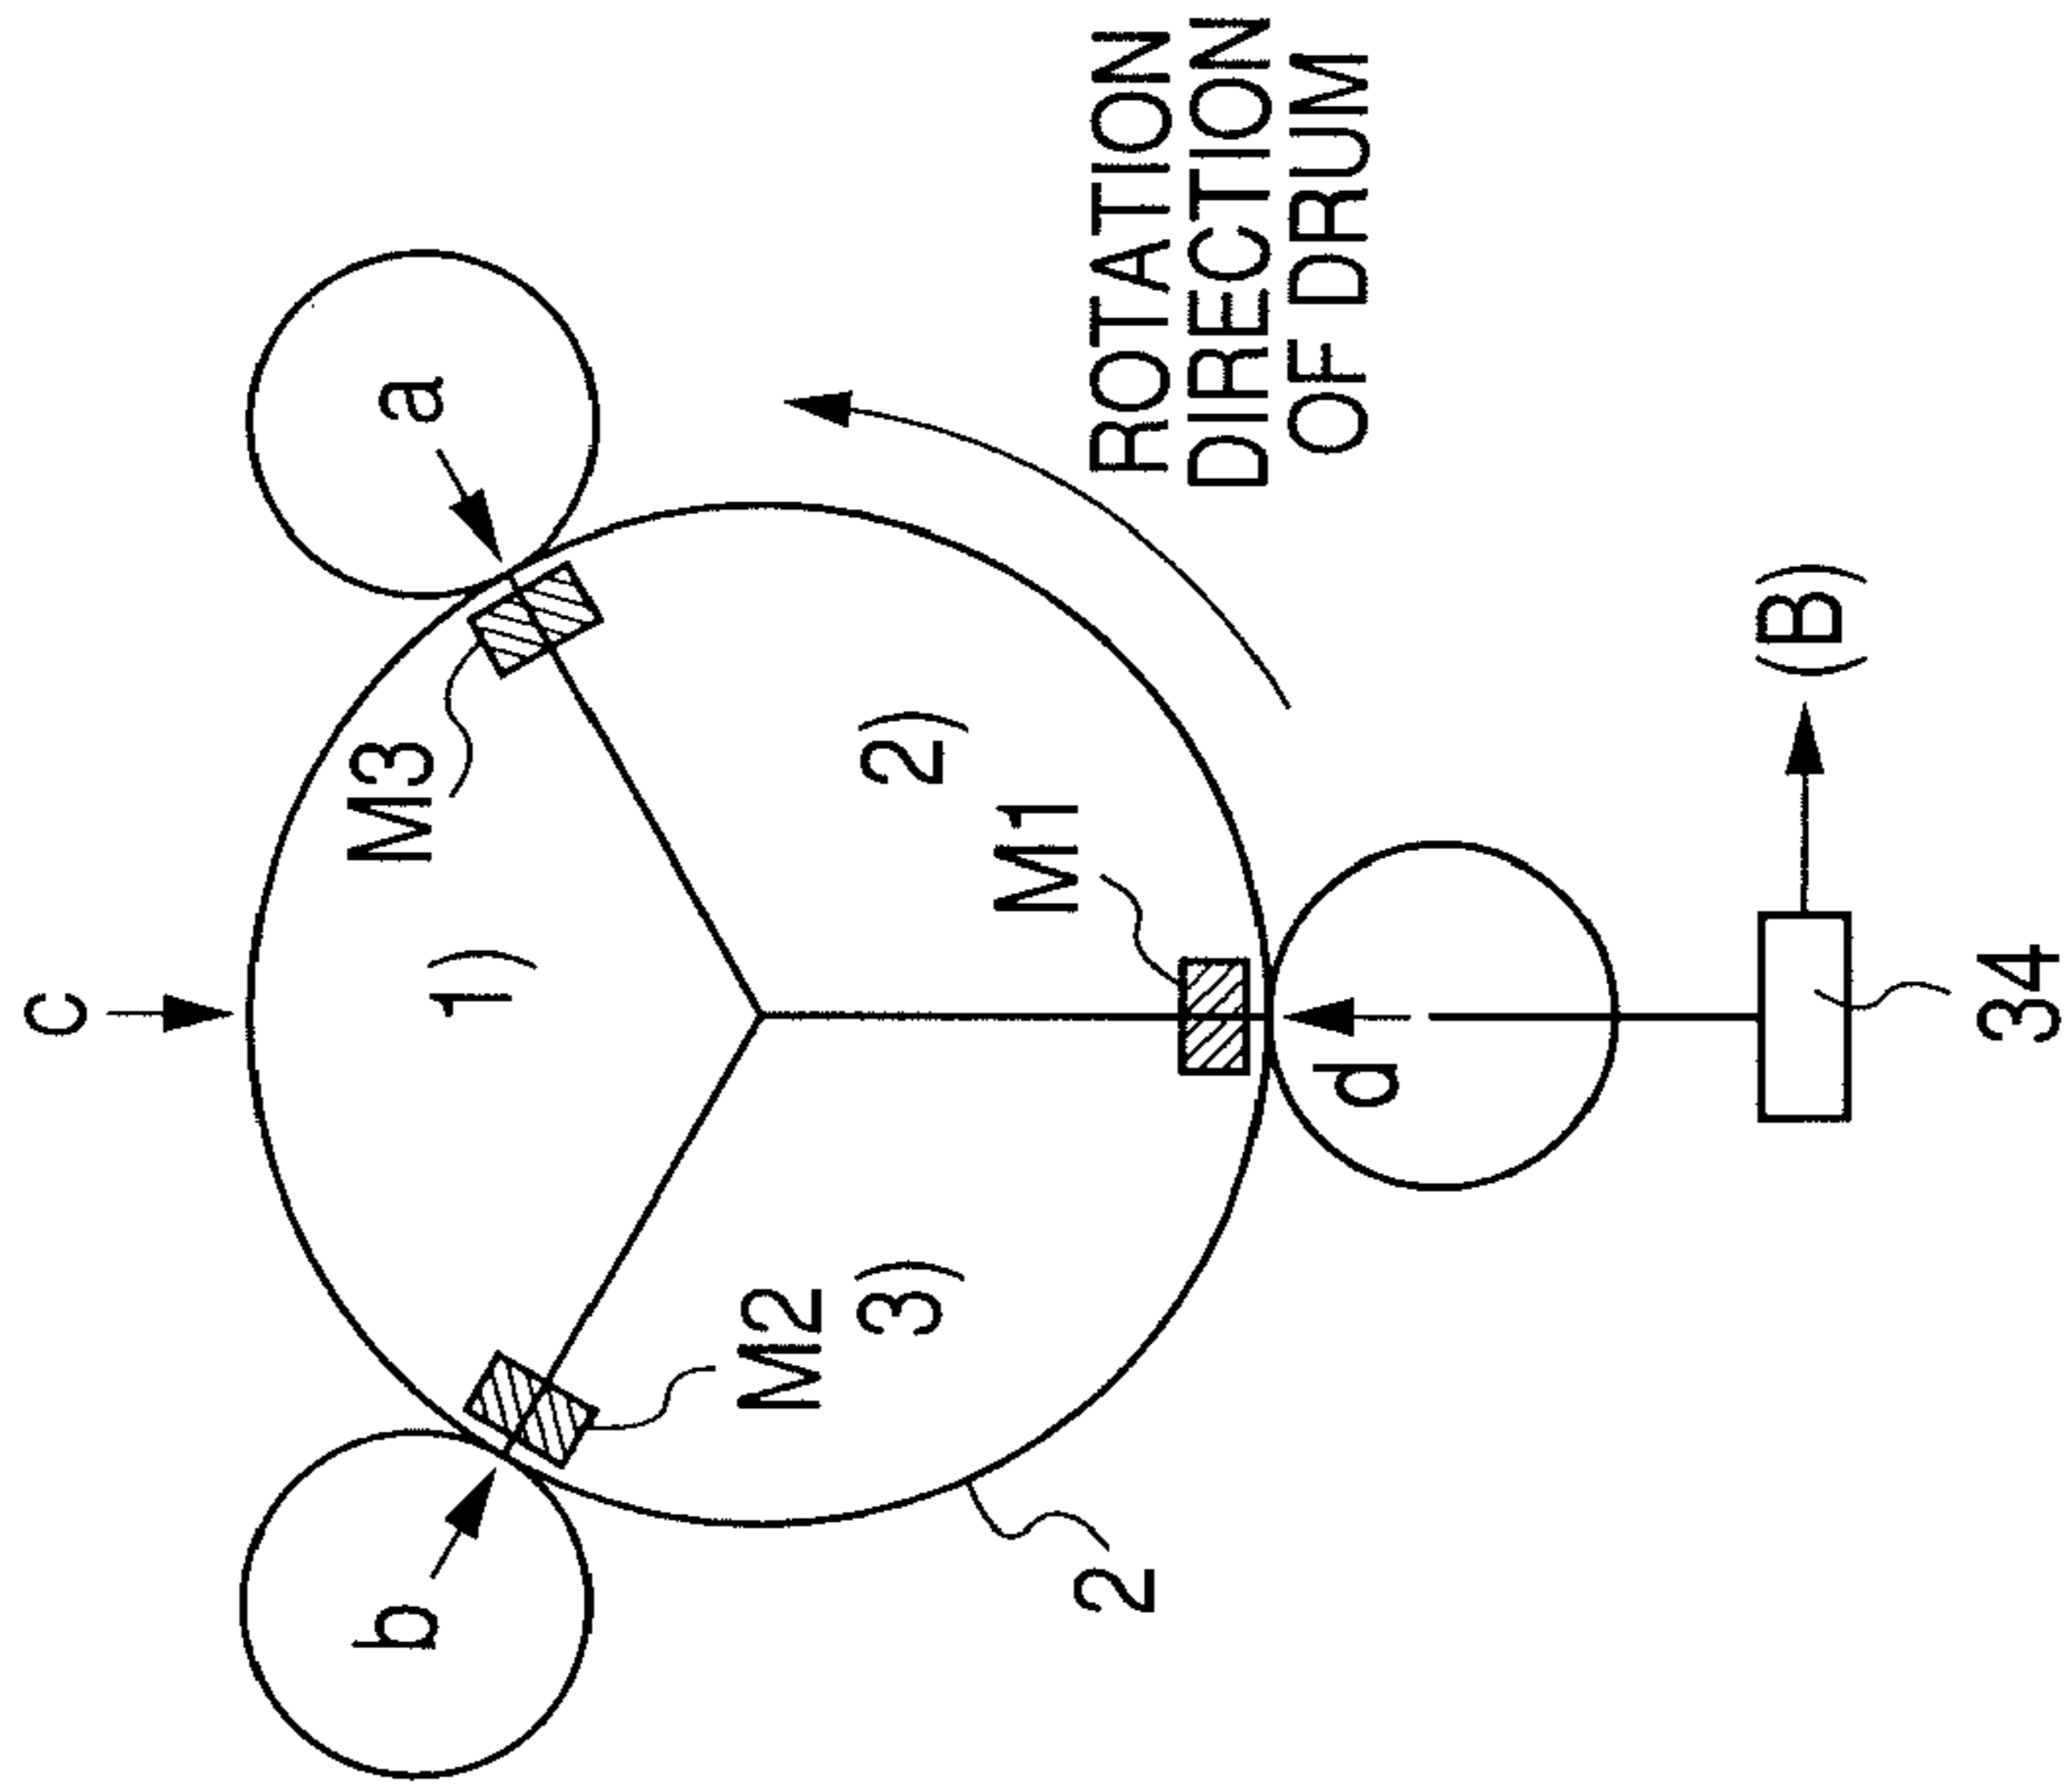 c
b
M3
a
1)
M2
3)
2)
M1
2
ROTATION
DIRECTION
OF DRUM
d
(B)
34